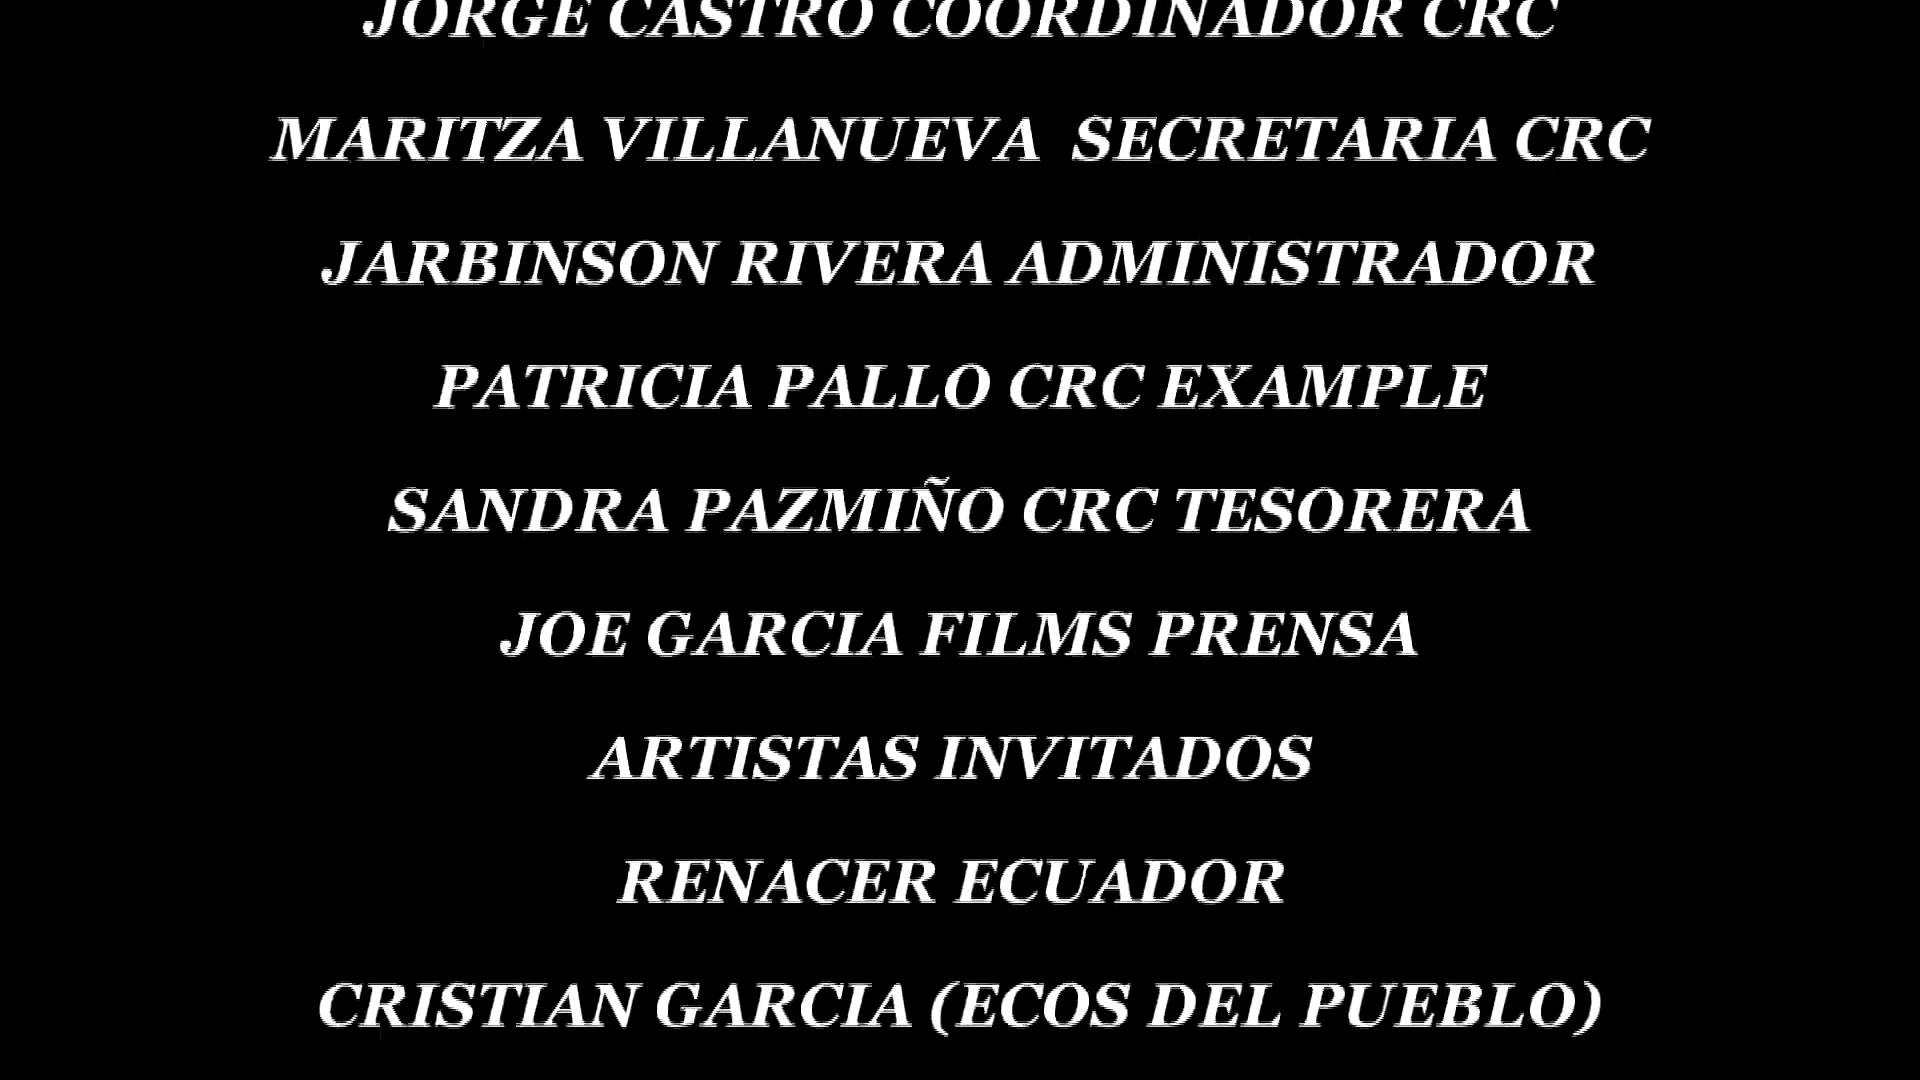 JORGE CASTRO COORDINADOR CRC
MARITZA VILLANUEVA  SECRETARIA CRC
JARBINSON RIVERA ADMINISTRADOR
PATRICIA PALLO CRC EXAMPLE
SANDRA PAZMIÑO CRC TESORERA
JOE GARCIA FILMS PRENSA
ARTISTAS INVITADOS
RENACER ECUADOR
CRISTIAN GARCIA (ECOS DEL PUEBLO)